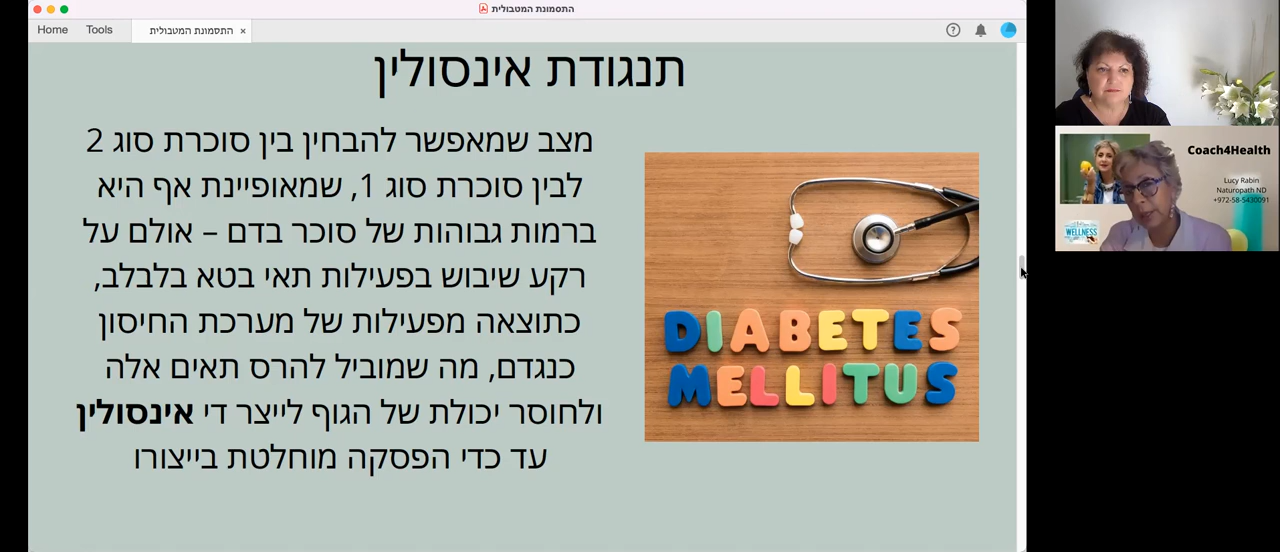 התסמונת המטבולית
Home
Tools
התסמונת המטבולית ×
תנגודת אינסולין
מצב שמאפשר להבחין בין סוכרת סוג 2
לבין סוכרת סוג 1, שמאופיינת אף היא
ברמות גבוהות של סוכר בדם – אולם על
רקע שיבוש בפעילות תאי בטא בלבלב,
כתוצאה מפעילות של מערכת החיסון
כנגדם, מה שמוביל להרס תאים אלה
ולחוסר יכולת של הגוף לייצר די אינסולין
עד כדי הפסקה מוחלטת בייצורו
DIABETES
MELLITUS
Coach4Health
Lucy Rabin
Naturopath ND
+972-58-5430091
WELLNESS